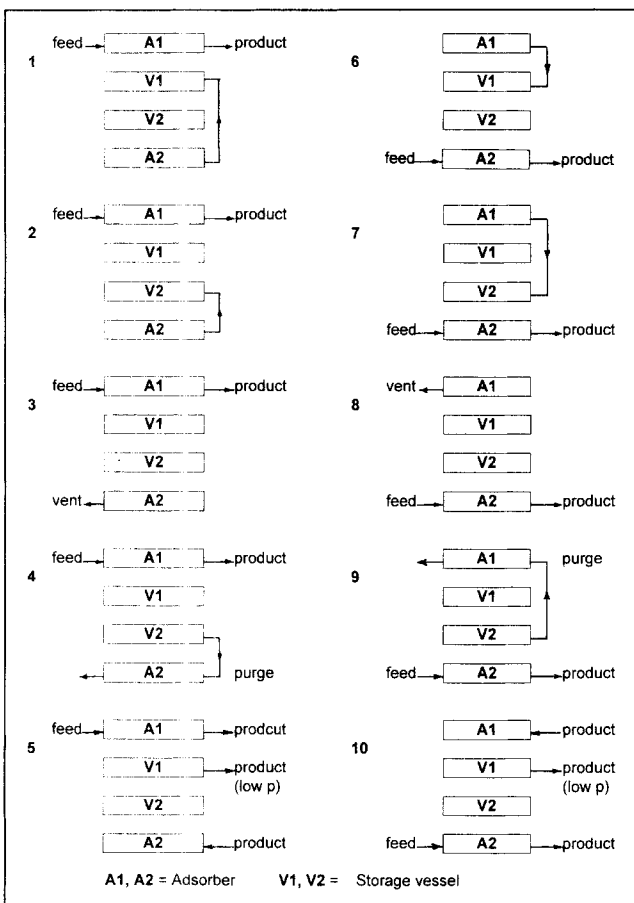 feed A1 product
1
V1
V2
A2
feed A1 product
2
V1
V2
A2
feed A1 product
3
V1
V2
vent A2
feed A1 product
4
V1
V2
A2 purge
feed A1 prodcut
5
V1 product
(low p)
V2
A2 product
A1
6
V1
V2
feed A2 product
A1
7
V1
V2
feed A2 product
vent A1
8
V1
V2
feed A2 product
A1 purge
9
V1
V2
feed A2 product
A1 product
10
V1 product
(low p)
V2
feed A2 product
A1, A2 = Adsorber V1, V2 = Storage vessel